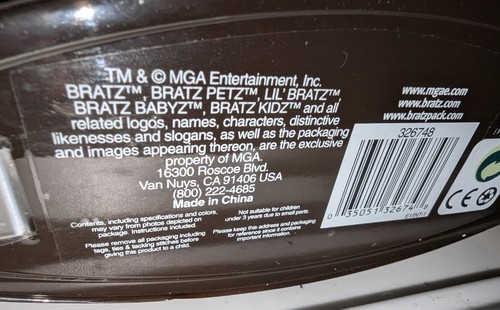 TM & © MGA Entertainment, Inc.
BRATZ™, BRATZ PETZ™, LIL' BRATZ™
BRATZ BABYZ™, BRATZ KIDZ™ and all
related logos, names, characters, distinctive
likenesses and slogans, as well as the packaging
and images appearing thereon, are the exclusive
property of MGA.
16300 Roscoe Blvd.
Van Nuys, CA 91406 USA
(800) 222-4685
Made in China
Contents, including specifications and colors,
may vary from photos depicted on
package. Instructions included.
Please remove all packaging including
tags, ties & tacking stitches before
giving this product to a child.
Not suitable for children
under 3 years due to small parts.
Please keep this address and packaging
for reference since it contains
important information.
www.mgae.com
www.bratz.com
www.bratzpack.com
326748
0 35051 32674 8
CE